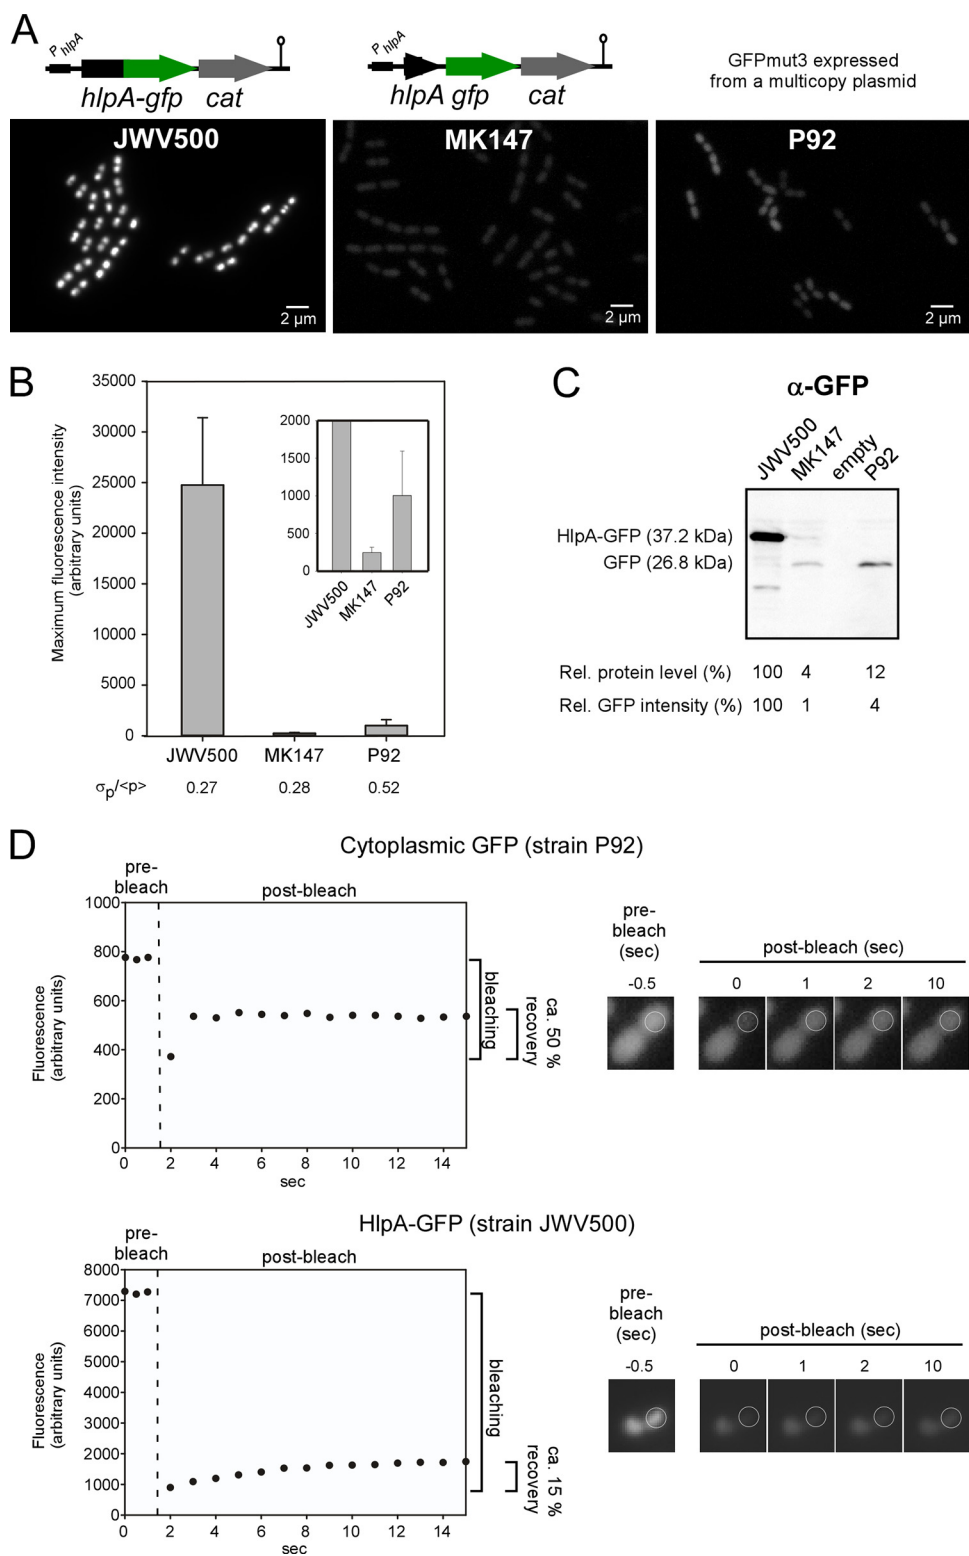 A
P hlpA
hlpA-gfp cat
P hlpA
hlpA gfp cat
GFPmut3 expressed
from a multicopy plasmid
JWV500
MK147
P92
2 µm
2 µm
2 µm
B
Maximum fluorescence intensity
(arbitrary units)
35000
30000
25000
20000
15000
10000
5000
0
2000
1500
1000
500
0
JWV500
MK147
P92
JWV500 MK147 P92
σp/<p> 0.27 0.28 0.52
C
α-GFP
JWV500
MK147
empty
P92
HlpA-GFP (37.2 kDa)
GFP (26.8 kDa)
Rel. protein level (%) 100 4 12
Rel. GFP intensity (%) 100 1 4
D
Cytoplasmic GFP (strain P92)
pre-
bleach
post-bleach
Fluorescence
(arbitrary units)
1000
800
600
400
200
0
0 2 4 6 8 10 12 14
sec
bleaching
ca. 50 %
recovery
pre-
bleach
(sec)
post-bleach (sec)
-0.5 0 1 2 10
HlpA-GFP (strain JWV500)
pre-
bleach
post-bleach
Fluorescence
(arbitrary units)
8000
7000
6000
5000
4000
3000
2000
1000
0
0 2 4 6 8 10 12 14
sec
bleaching
ca. 15 %
recovery
pre-
bleach
(sec)
post-bleach (sec)
-0.5 0 1 2 10